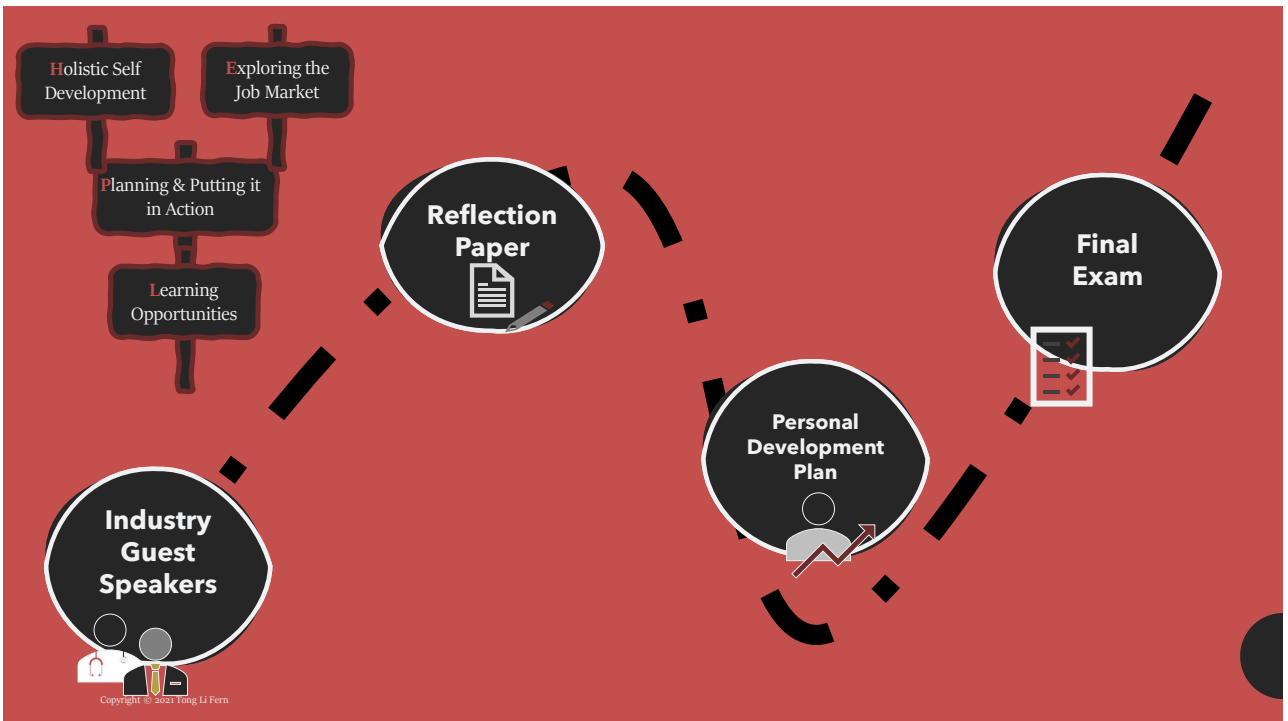 Holistic Self
Development
Exploring the
Job Market
Planning & Putting it
in Action
Learning
Opportunities
Reflection
Paper
Final
Exam
Personal
Development
Plan
Industry
Guest
Speakers
Copyright © 2021 Tong Li Fern